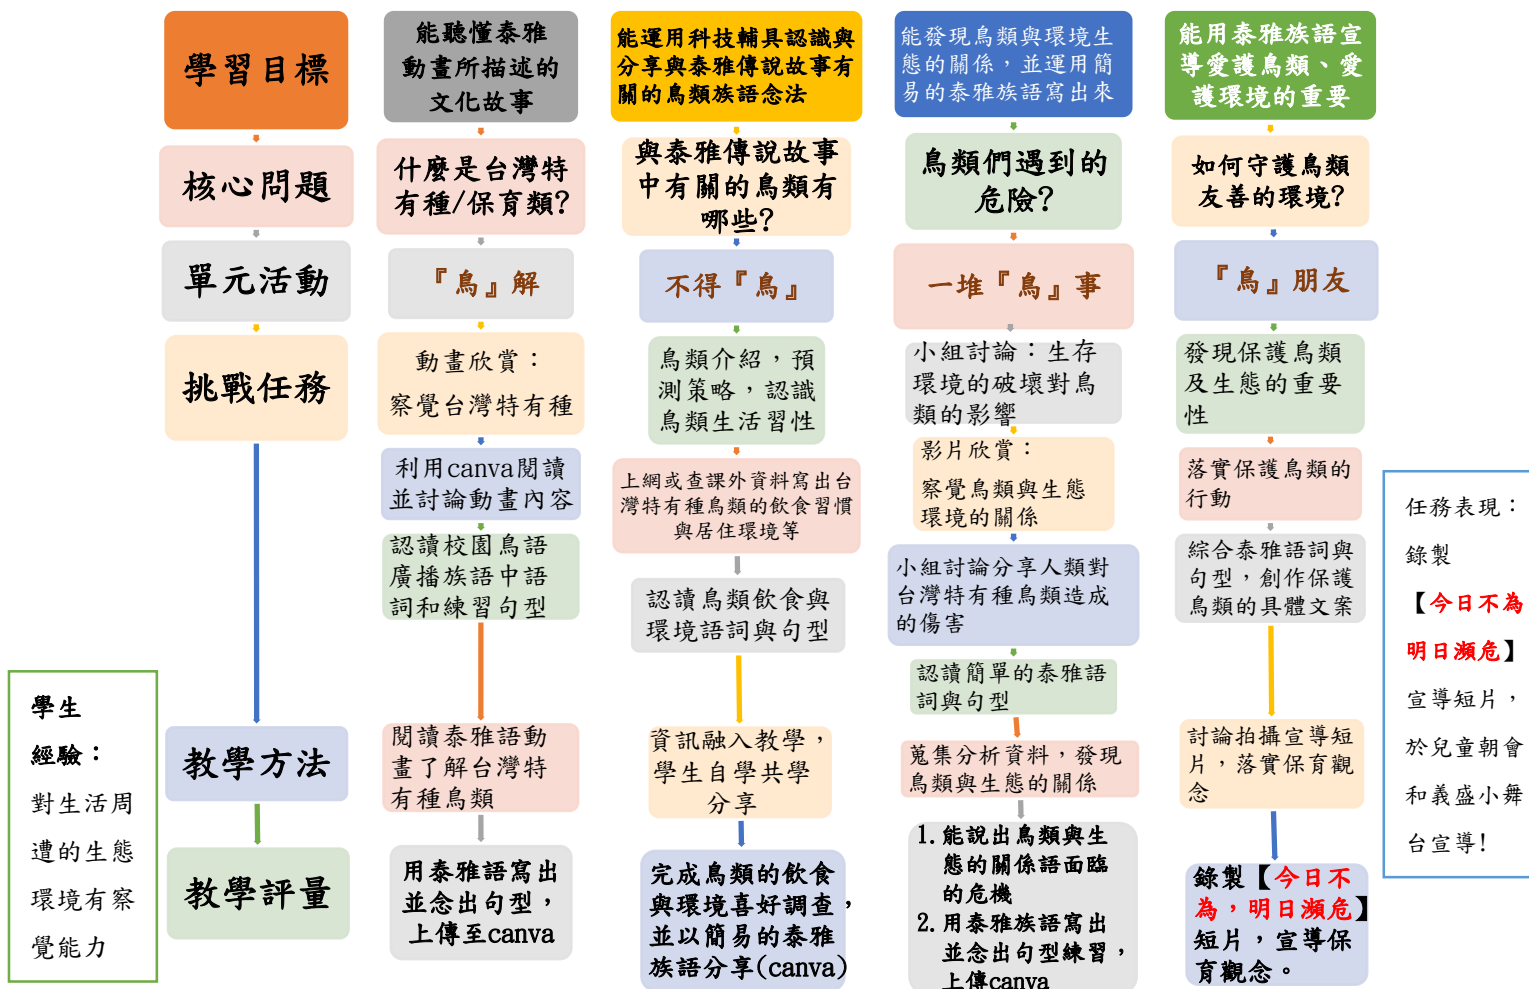 學習目標
能聽懂泰雅
動畫所描述的
文化故事
能運用科技輔具認識與
分享與泰雅傳說故事有
關的鳥類族語念法
能發現鳥類與環境生
態的關係，並運用簡
易的泰雅族語寫出來
能用泰雅族語宣
導愛護鳥類、愛
護環境的重要
核心問題
什麼是台灣特
有種/保育類?
與泰雅傳說故事
中有關的鳥類有
哪些?
鳥類們遇到的
危險?
如何守護鳥類
友善的環境?
單元活動
『鳥』解
不得『鳥』
一堆『鳥』事
『鳥』朋友
挑戰任務
動畫欣賞：
察覺台灣特有種
鳥類介紹，預
測策略，認識
鳥類生活習性
小組討論：生存
環境的破壞對鳥
類的影響
發現保護鳥類
及生態的重要
性
利用canva閱讀
並討論動畫內容
上網或查課外資料寫出台
灣特有種鳥類的飲食習慣
與居住環境等
影片欣賞：
察覺鳥類與生態
環境的關係
落實保護鳥類的
行動
認讀校園鳥語
廣播族語中語
詞和練習句型
認讀鳥類飲食與
環境語詞與句型
小組討論分享人類對
台灣特有種鳥類造成
的傷害
綜合泰雅語詞與
句型，創作保護
鳥類的具體文案
認讀簡單的泰雅語
詞與句型
教學方法
閱讀泰雅語動
畫了解台灣特
有種鳥類
資訊融入教學，
學生自學共學
分享
蒐集分析資料，發現
鳥類與生態的關係
討論拍攝宣導短
片，落實保育觀
念
教學評量
用泰雅語寫出
並念出句型，
上傳至canva
完成鳥類的飲食
與環境喜好調查，
並以簡易的泰雅
族語分享(canva)
1. 能說出鳥類與生
態的關係語面臨
的危機
2. 用泰雅族語寫出
並念出句型練習，
上傳canva
錄製【今日不
為，明日瀕危】
短片，宣導保
育觀念。
學生
經驗：
對生活周
遭的生態
環境有察
覺能力
任務表現：
錄製
【今日不為
明日瀕危】
宣導短片，
於兒童朝會
和義盛小舞
台宣導!